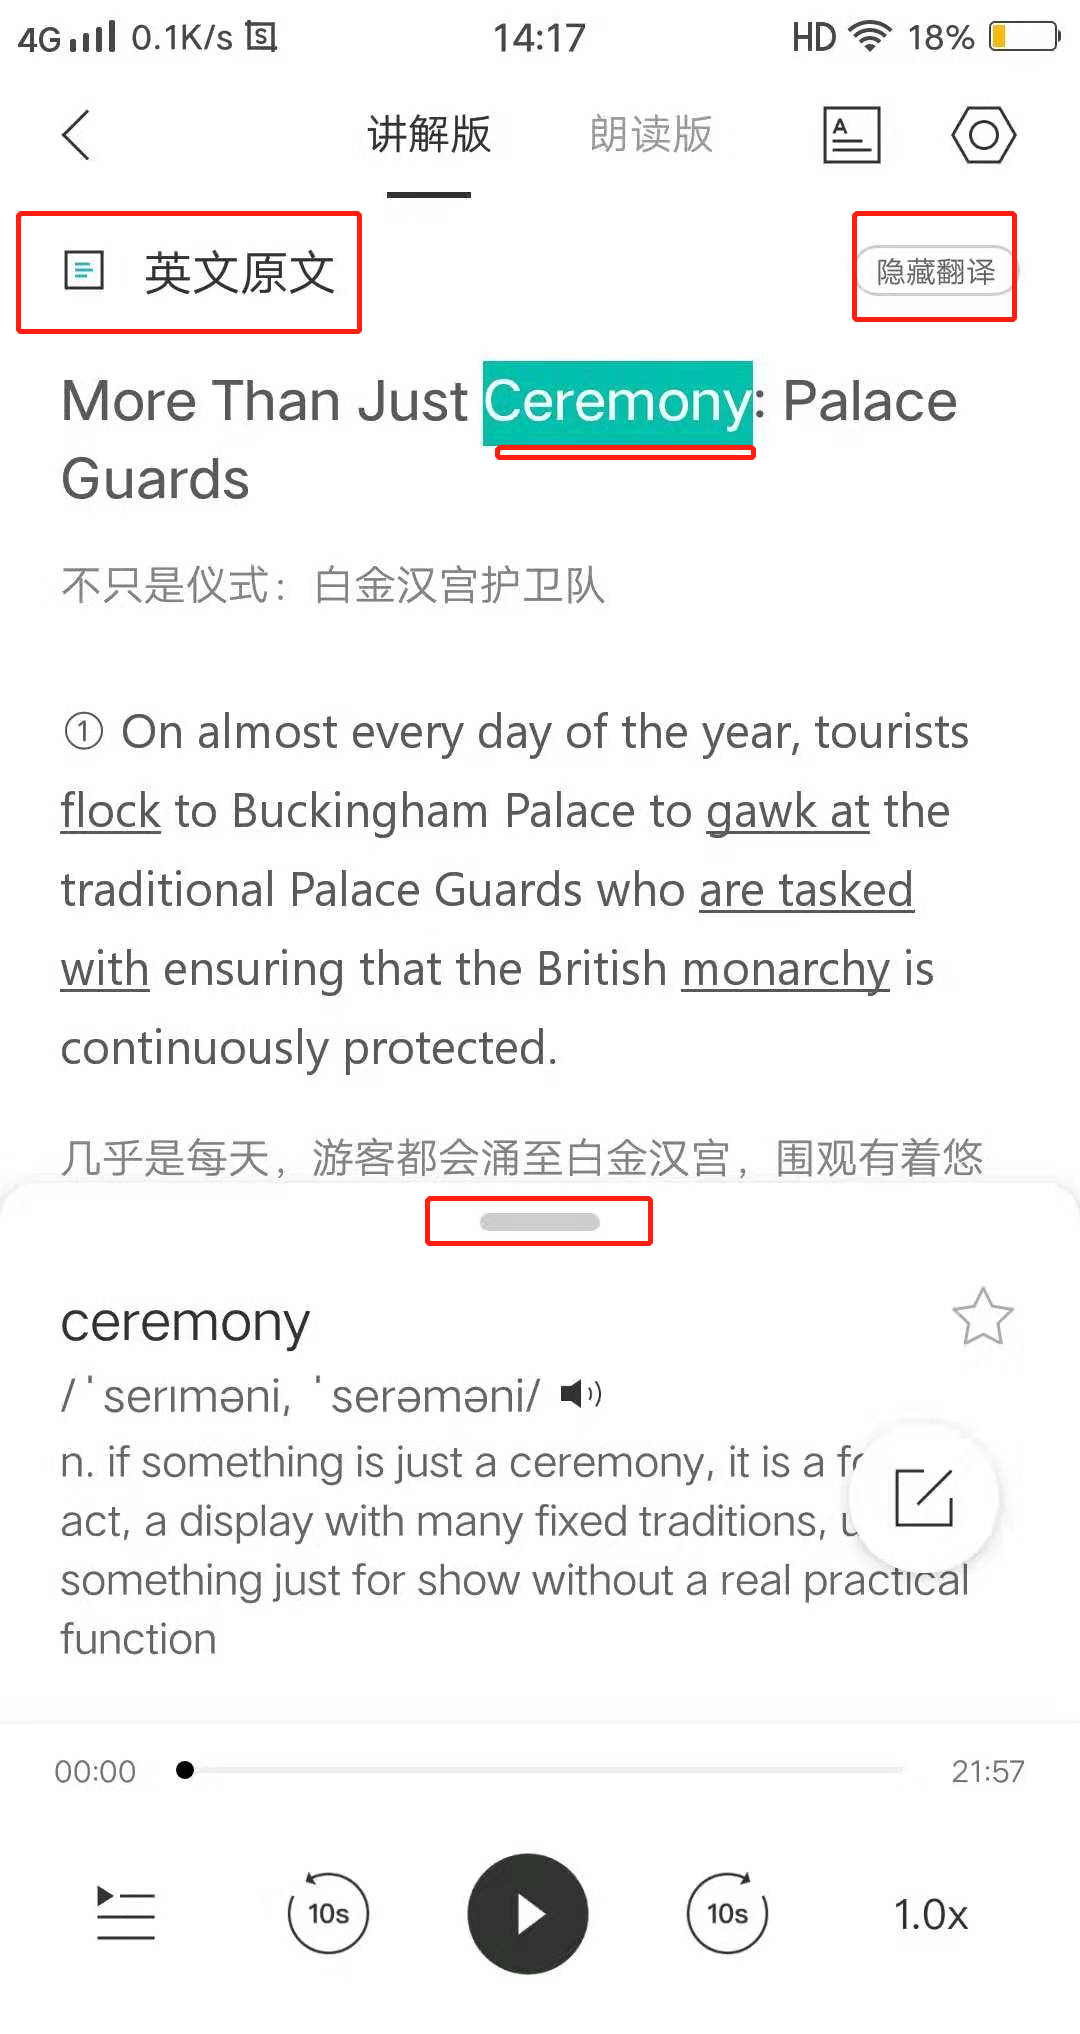 4G 0.1K/s 14:17 HD 18%
讲解版 朗读版 A
英文原文 隐藏翻译
More Than Just Ceremony: Palace
Guards
不只是仪式：白金汉宫护卫队
① On almost every day of the year, tourists
flock to Buckingham Palace to gawk at the
traditional Palace Guards who are tasked
with ensuring that the British monarchy is
continuously protected.
几乎是每天，游客都会涌至白金汉宫，围观有着悠
ceremony
/ˈserɪməni, ˈserəməni/
n. if something is just a ceremony, it is a
act, a display with many fixed traditions,
something just for show without a real practical
function
00:00 21:57
10s 10s 1.0x